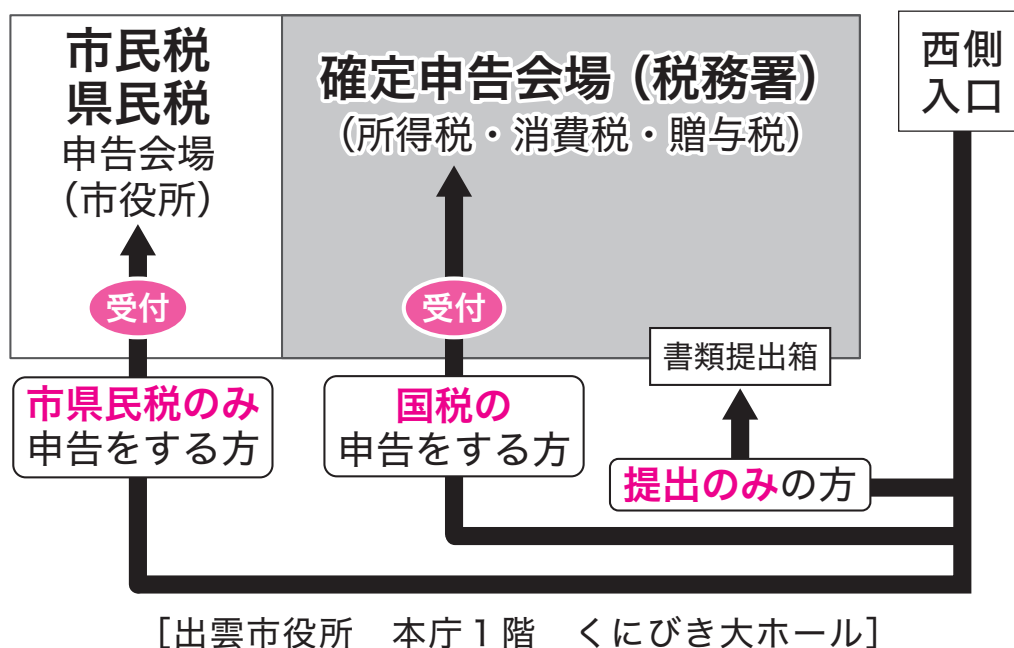 市民税
県民税
申告会場
（市役所）
確定申告会場（税務署）
（所得税・消費税・贈与税）
西側
入口
受付
受付
書類提出箱
市県民税のみ
申告をする方
国税の
申告をする方
提出のみの方
［出雲市役所　本庁１階　くにびき大ホール］